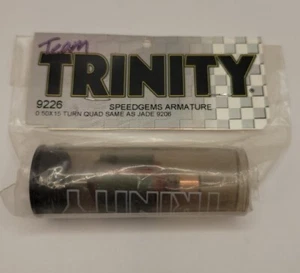 Team
TRINITY
9226 SPEEDGEMS ARMATURE
0.50X15 TURN QUAD SAME AS JADE 9208
TRINITY